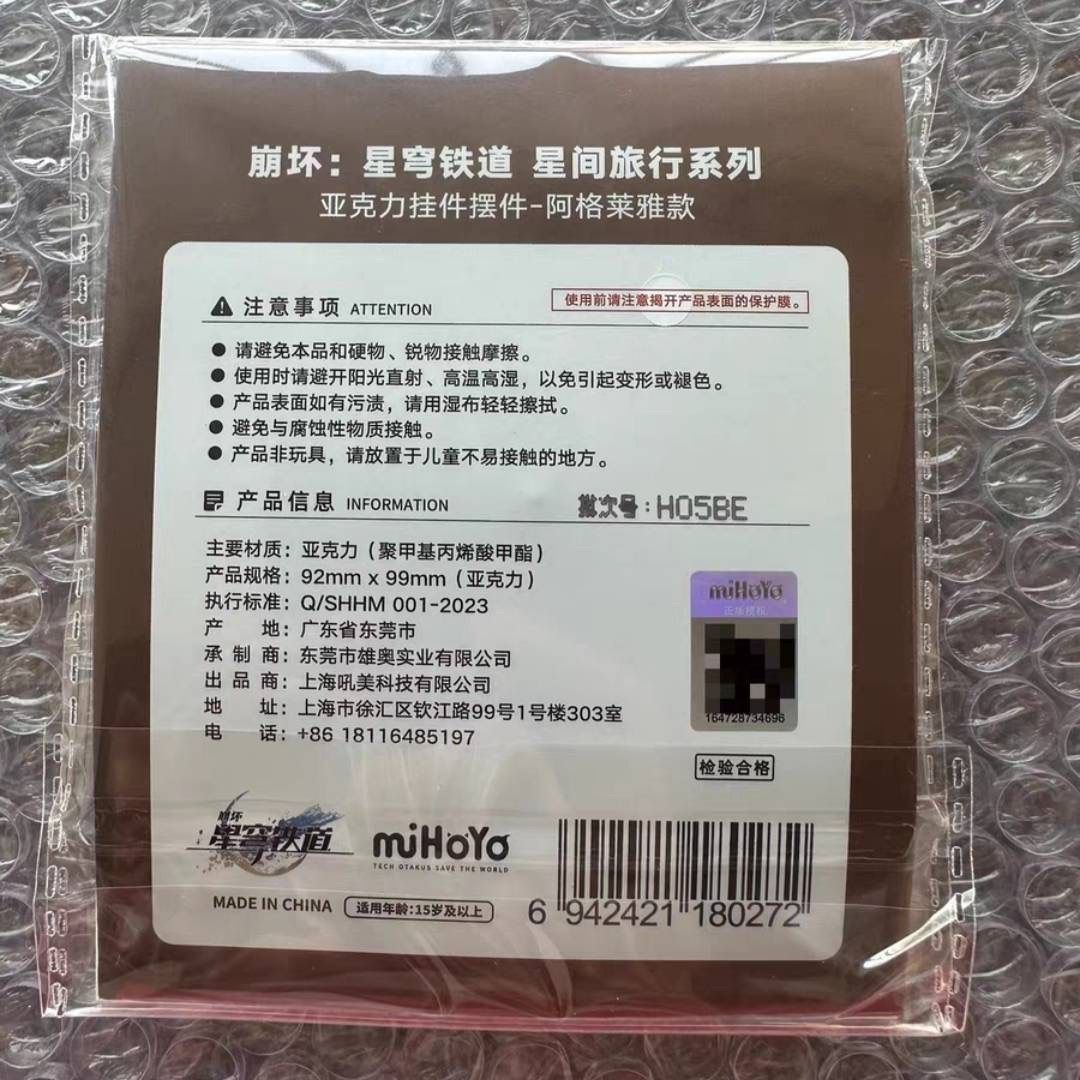 崩坏：星穹铁道 星间旅行系列
亚克力挂件摆件-阿格莱雅款
注意事项 ATTENTION
使用前请注意揭开产品表面的保护膜。
● 请避免本品和硬物、锐物接触摩擦。
● 使用时请避开阳光直射、高温高湿，以免引起变形或褪色。
● 产品表面如有污渍，请用湿布轻轻擦拭。
● 避免与腐蚀性物质接触。
● 产品非玩具，请放置于儿童不易接触的地方。
产品信息 INFORMATION
批次号：H05BE
主要材质：亚克力（聚甲基丙烯酸甲酯）
产品规格：92mm x 99mm（亚克力）
执行标准：Q/SHHM 001-2023
产 地：广东省东莞市
承 制 商：东莞市雄奥实业有限公司
出 品 商：上海吼美科技有限公司
地 址：上海市徐汇区钦江路99号1号楼303室
电 话：+86 18116485197
miHoYo
正版授权
164728734696
检验合格
崩坏
星穹铁道
miHoYo
TECH OTAKUS SAVE THE WORLD
MADE IN CHINA
适用年龄：15岁及以上
6 942421 180272